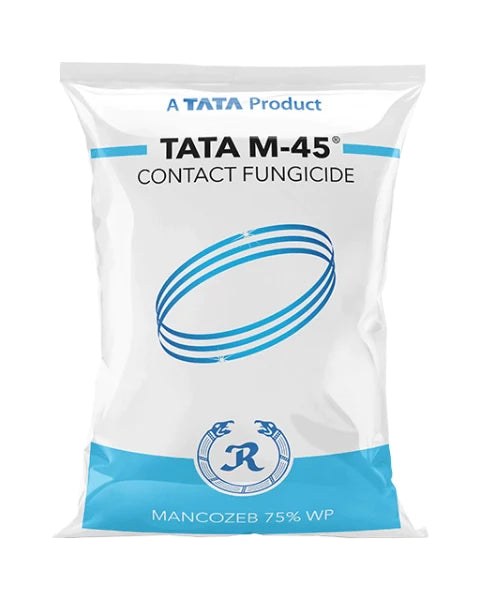 A TATA Product
TATA M-45®
CONTACT FUNGICIDE
R
MANCOZEB 75% WP